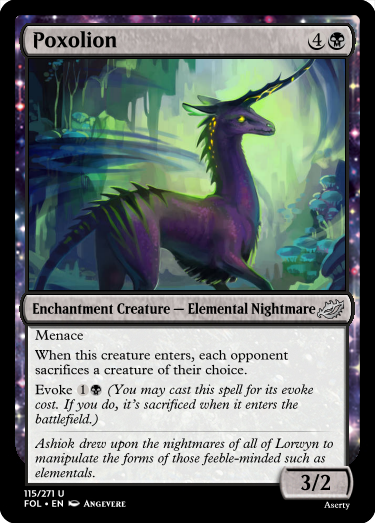 Poxolion 4
Enchantment Creature — Elemental Nightmare
Menace
When this creature enters, each opponent
sacrifices a creature of their choice.
Evoke 1 (You may cast this spell for its evoke
cost. If you do, it's sacrificed when it enters the
battlefield.)
Ashiok drew upon the nightmares of all of Lorwyn to
manipulate the forms of those feeble-minded such as
elementals.
3/2
115/271 U
FOL • EN Angevere
Aserty